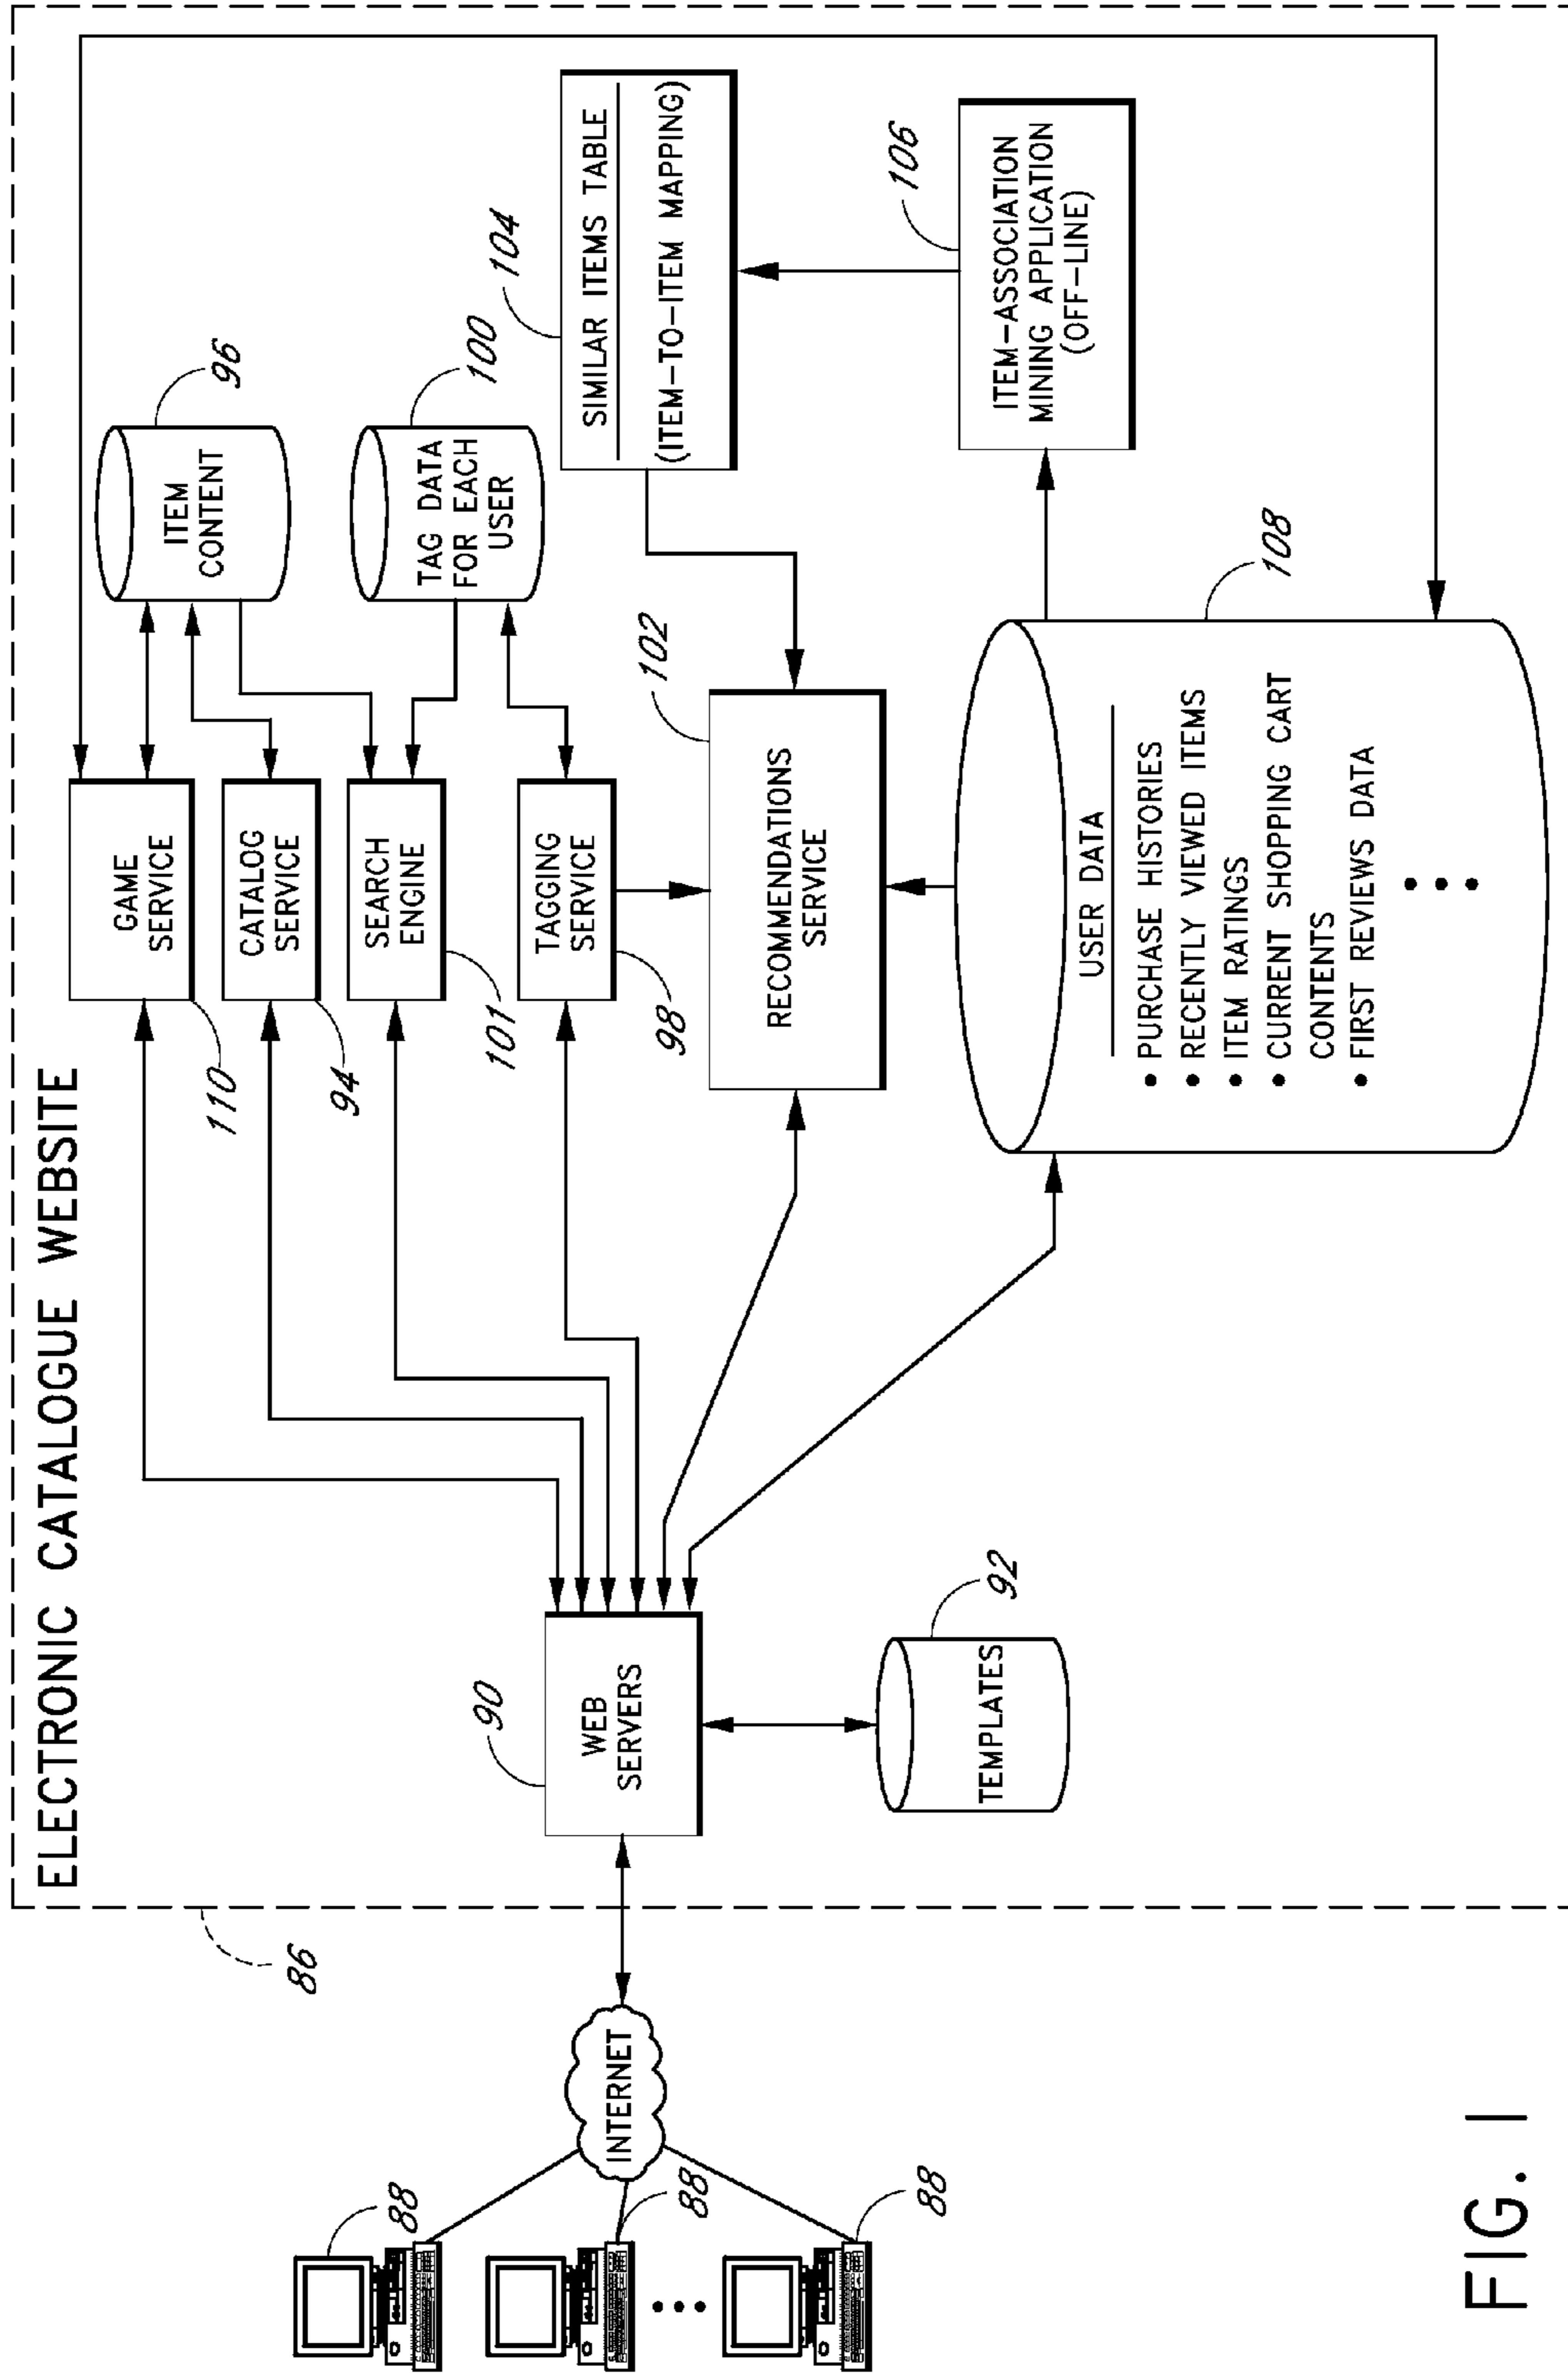 ELECTRONIC CATALOGUE WEBSITE
86
88
88
88
INTERNET
90
WEB
SERVERS
92
TEMPLATES
110
GAME
SERVICE
94
CATALOG
SERVICE
101
SEARCH
ENGINE
98
TAGGING
SERVICE
96
ITEM
CONTENT
100
TAG DATA
FOR EACH
USER
102
RECOMMENDATIONS
SERVICE
104
SIMILAR ITEMS TABLE
(ITEM-TO-ITEM MAPPING)
106
ITEM-ASSOCIATION
MINING APPLICATION
(OFF-LINE)
108
USER DATA
• PURCHASE HISTORIES
• RECENTLY VIEWED ITEMS
• ITEM RATINGS
• CURRENT SHOPPING CART
CONTENTS
• FIRST REVIEWS DATA
FIG. 1